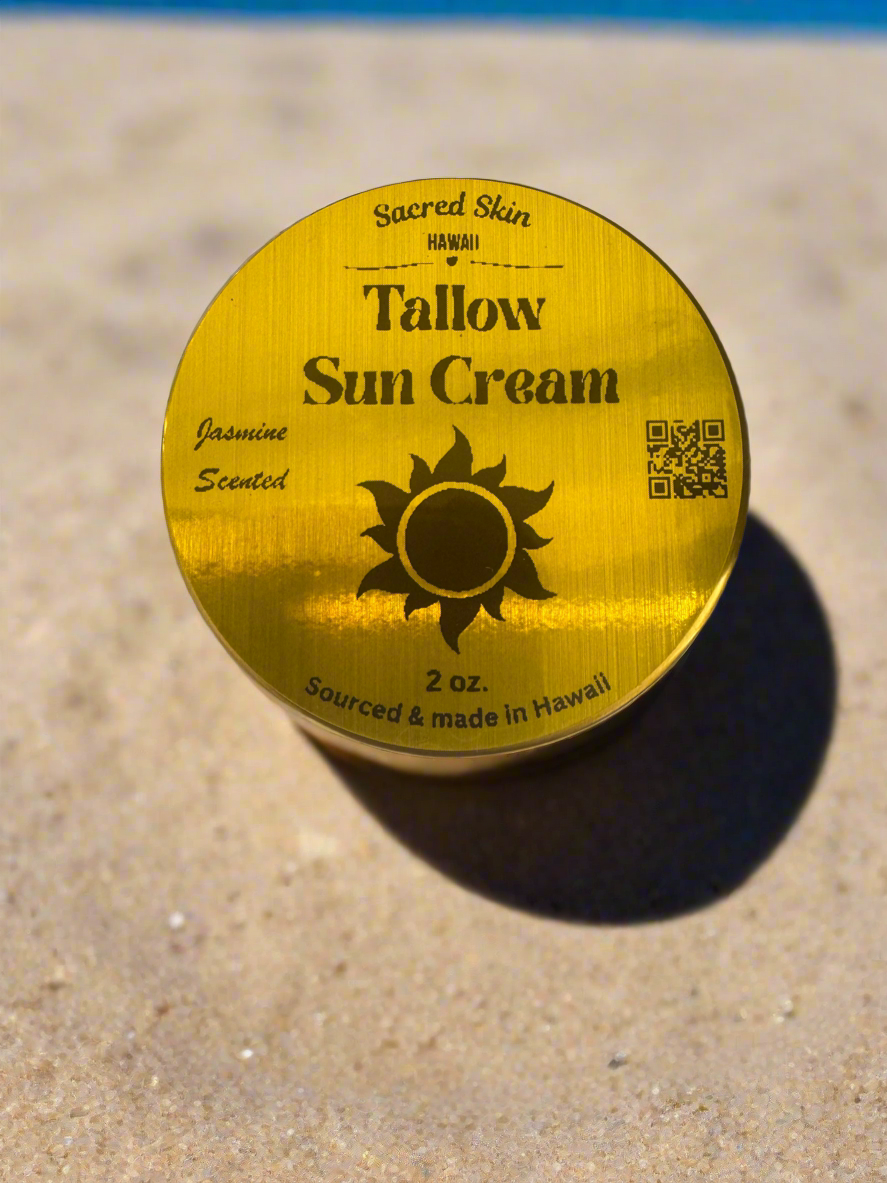 Sacred Skin
HAWAII
Tallow
Sun Cream
Jasmine
Scented
2 oz.
Sourced & made in Hawaii